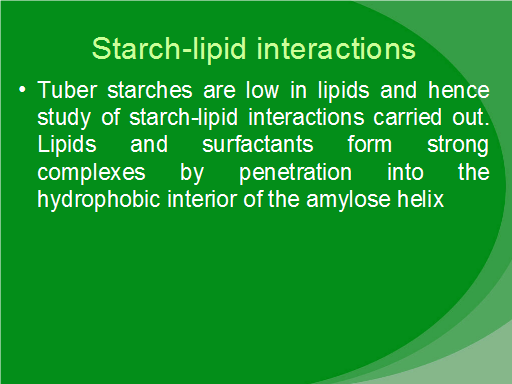 Starch-lipid interactions
• Tuber starches are low in lipids and hence
study of starch-lipid interactions carried out.
Lipids and surfactants form strong
complexes by penetration into the
hydrophobic interior of the amylose helix